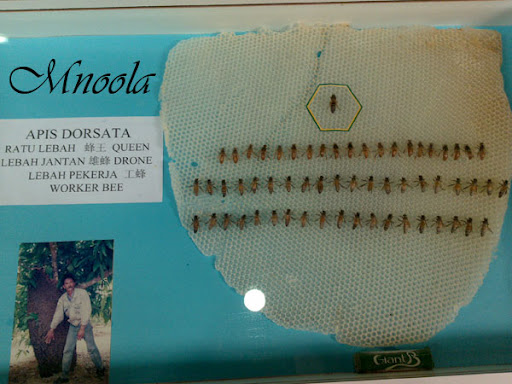 Mnoola
APIS DORSATA
RATU LEBAH 蜂王 QUEEN
LEBAH JANTAN 雄蜂 DRONE
LEBAH PEKERJA 工蜂
WORKER BEE
Giant B